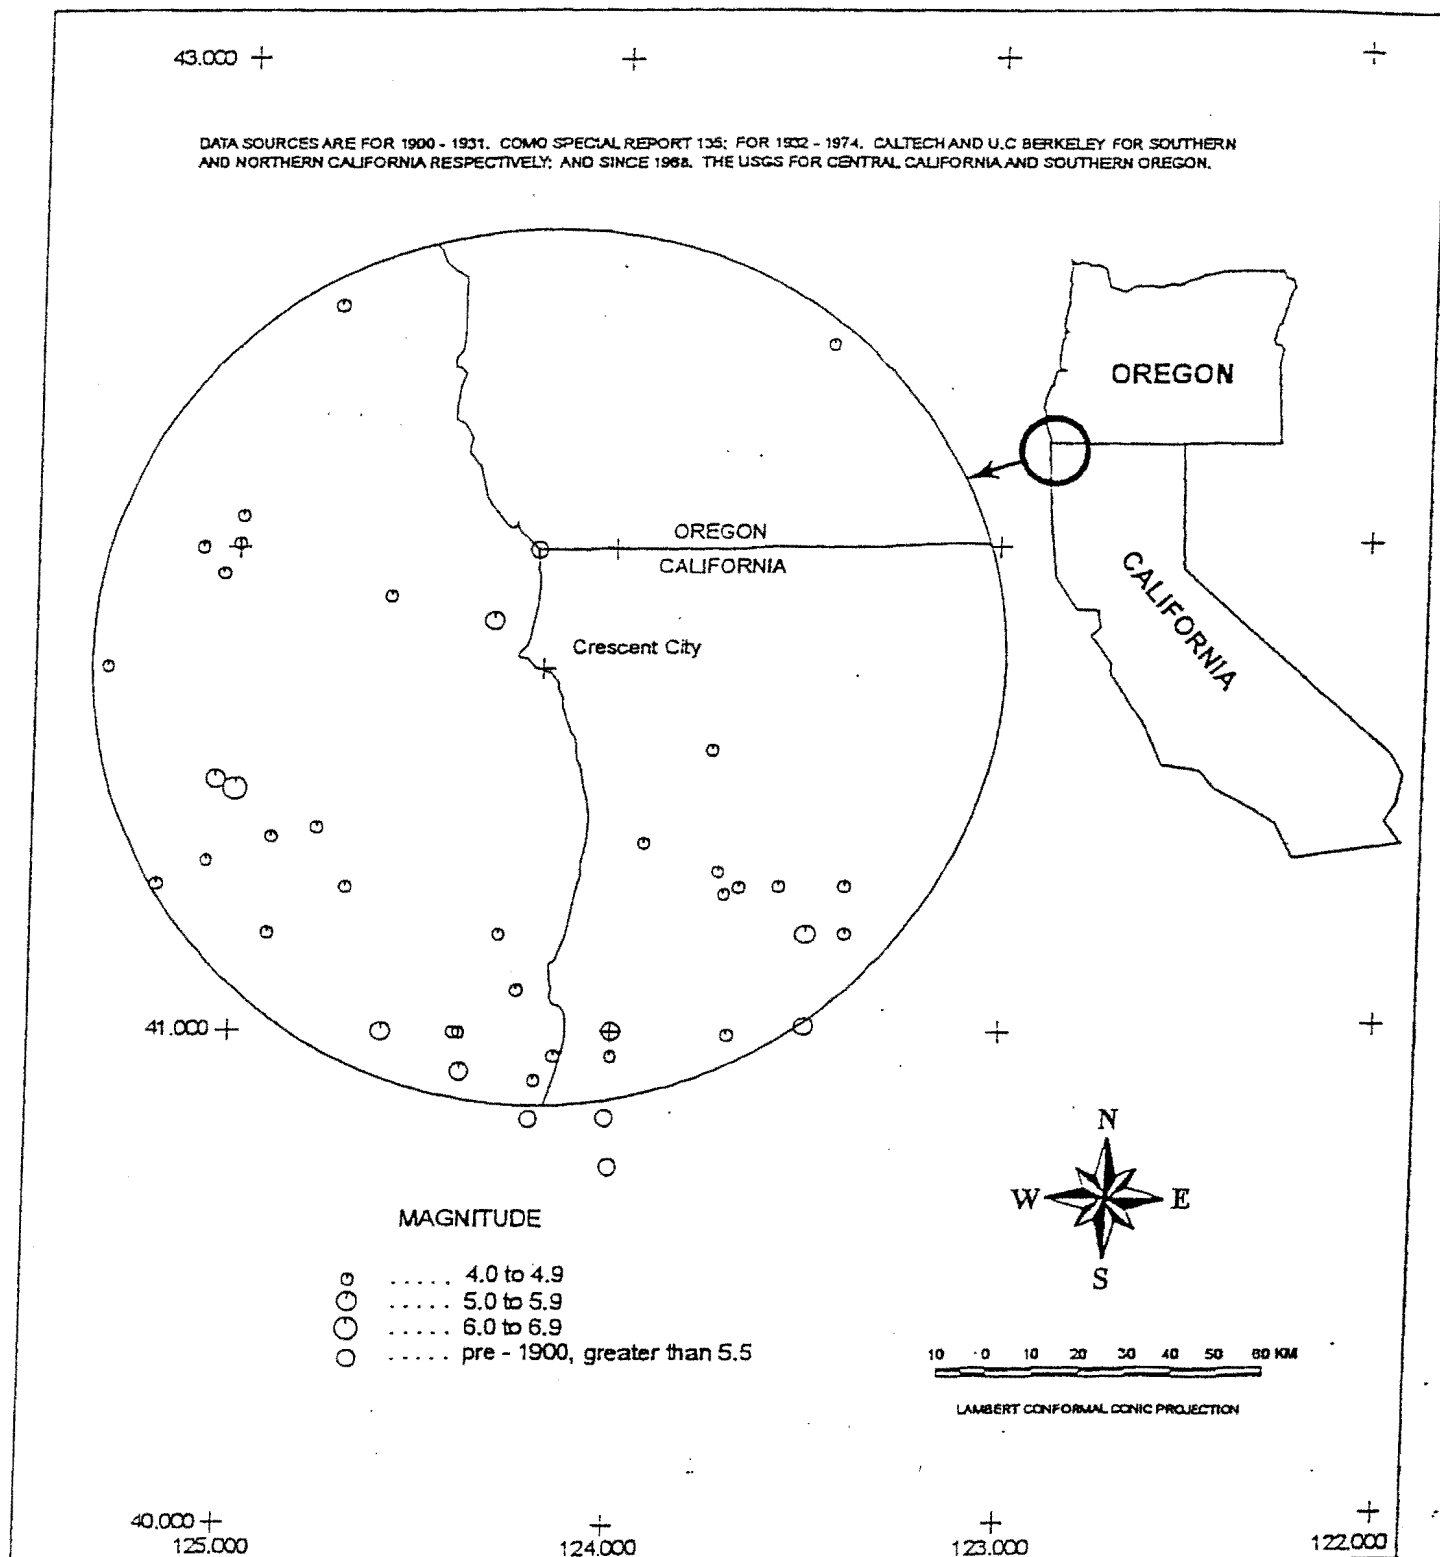 43.000
DATA SOURCES ARE FOR 1900 - 1931. COMO SPECIAL REPORT 135; FOR 1932 - 1974. CALTECH AND U.C BERKELEY FOR SOUTHERN
AND NORTHERN CALIFORNIA RESPECTIVELY; AND SINCE 1968. THE USGS FOR CENTRAL CALIFORNIA AND SOUTHERN OREGON.
OREGON
OREGON
CALIFORNIA
CALIFORNIA
Crescent City
41.000
N
W E
S
MAGNITUDE
..... 4.0 to 4.9
..... 5.0 to 5.9
..... 6.0 to 6.9
..... pre - 1900, greater than 5.5
10 0 10 20 30 40 50 60 KM
LAMBERT CONFORMAL CONIC PROJECTION
40.000
125.000 124.000 123.000 122.000